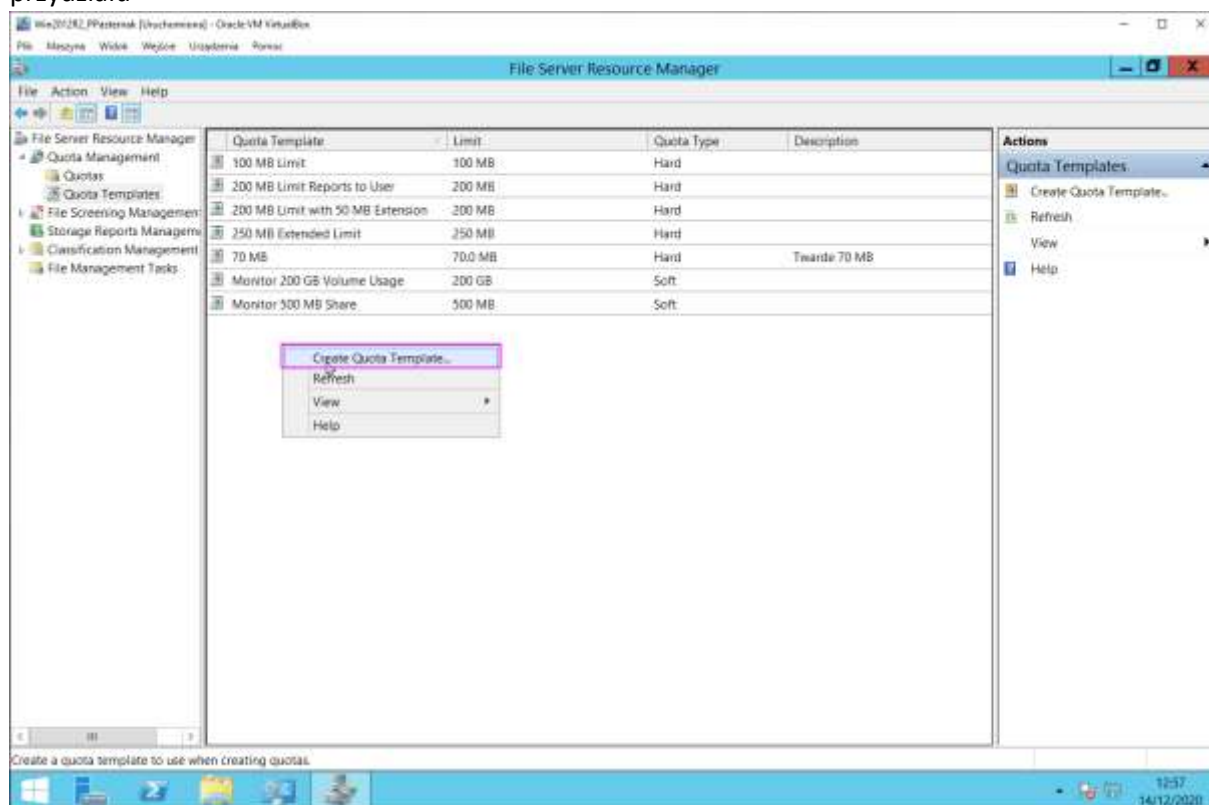 przydziału
Win2012R2_PPasternak [Uruchomiona] - Oracle VM VirtualBox
Plik Maszyna Widok Wejście Urządzenia Pomoc
File Server Resource Manager
File Action View Help
File Server Resource Manager
Quota Management
Quotas
Quota Templates
File Screening Managemen
Storage Reports Managem
Classification Management
File Management Tasks
Quota Template Limit Quota Type Description
100 MB Limit 100 MB Hard
200 MB Limit Reports to User 200 MB Hard
200 MB Limit with 50 MB Extension 200 MB Hard
250 MB Extended Limit 250 MB Hard
70 MB 70.0 MB Hard Twarde 70 MB
Monitor 200 GB Volume Usage 200 GB Soft
Monitor 500 MB Share 500 MB Soft
Create Quota Template...
Refresh
View
Help
Actions
Quota Templates
Create Quota Template...
Refresh
View
Help
Create a quota template to use when creating quotas.
12:57
14/12/2020